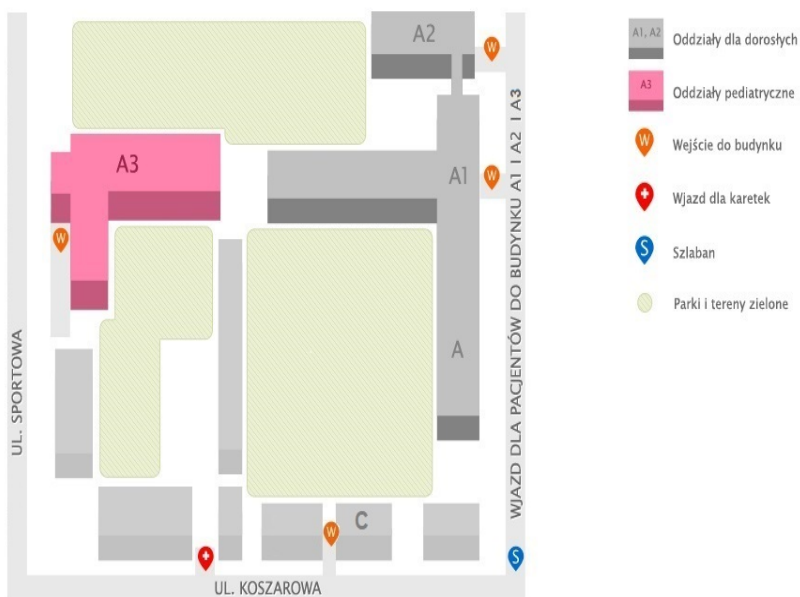 A2
W
A3
A1
W
W
A
C
W
S
UL. SPORTOWA
UL. KOSZAROWA
WJAZD DLA PACJENTÓW DO BUDYNKU A1 I A2 I A3
A1, A2
Oddziały dla dorosłych
A3
Oddziały pediatryczne
W
Wejście do budynku
Wjazd dla karetek
S
Szlaban
Parki i tereny zielone